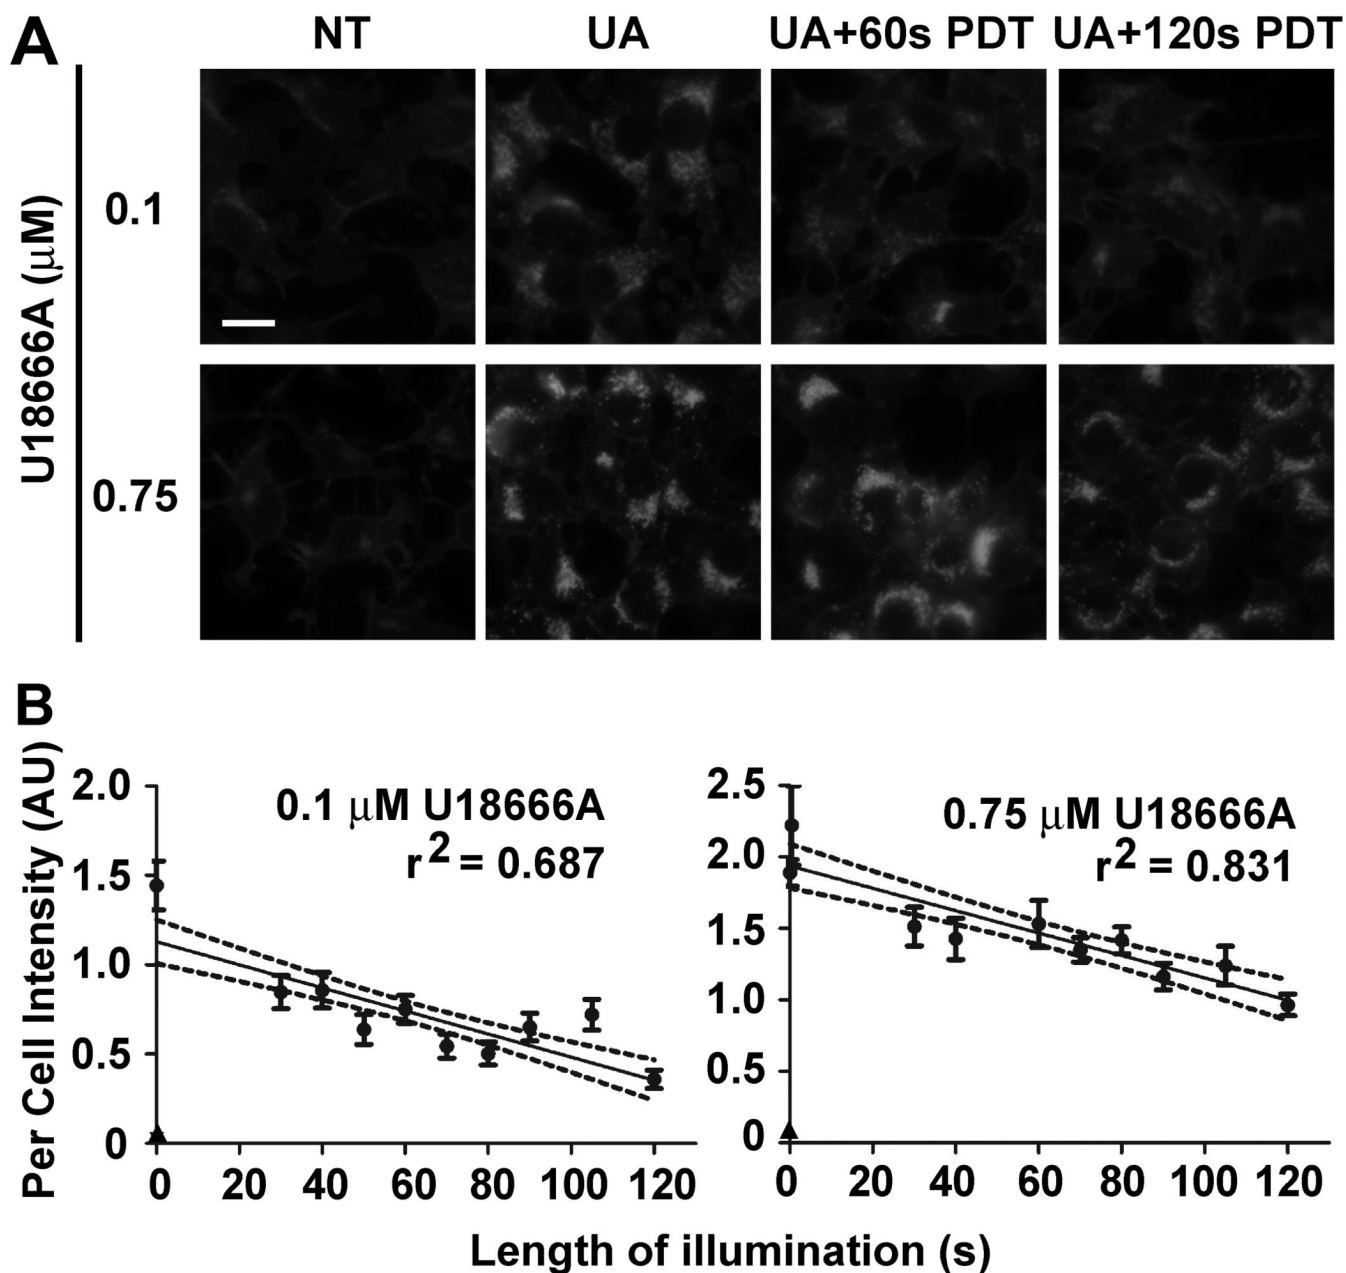 A
NT UA UA+60s PDT UA+120s PDT
U18666A (μM)
0.1
0.75
B
Per Cell Intensity (AU)
2.0
1.5
1.0
0.5
0
0.1 μM U18666A
r2 = 0.687
0 20 40 60 80 100 120
2.5
2.0
1.5
1.0
0.5
0
0.75 μM U18666A
r2 = 0.831
0 20 40 60 80 100 120
Length of illumination (s)